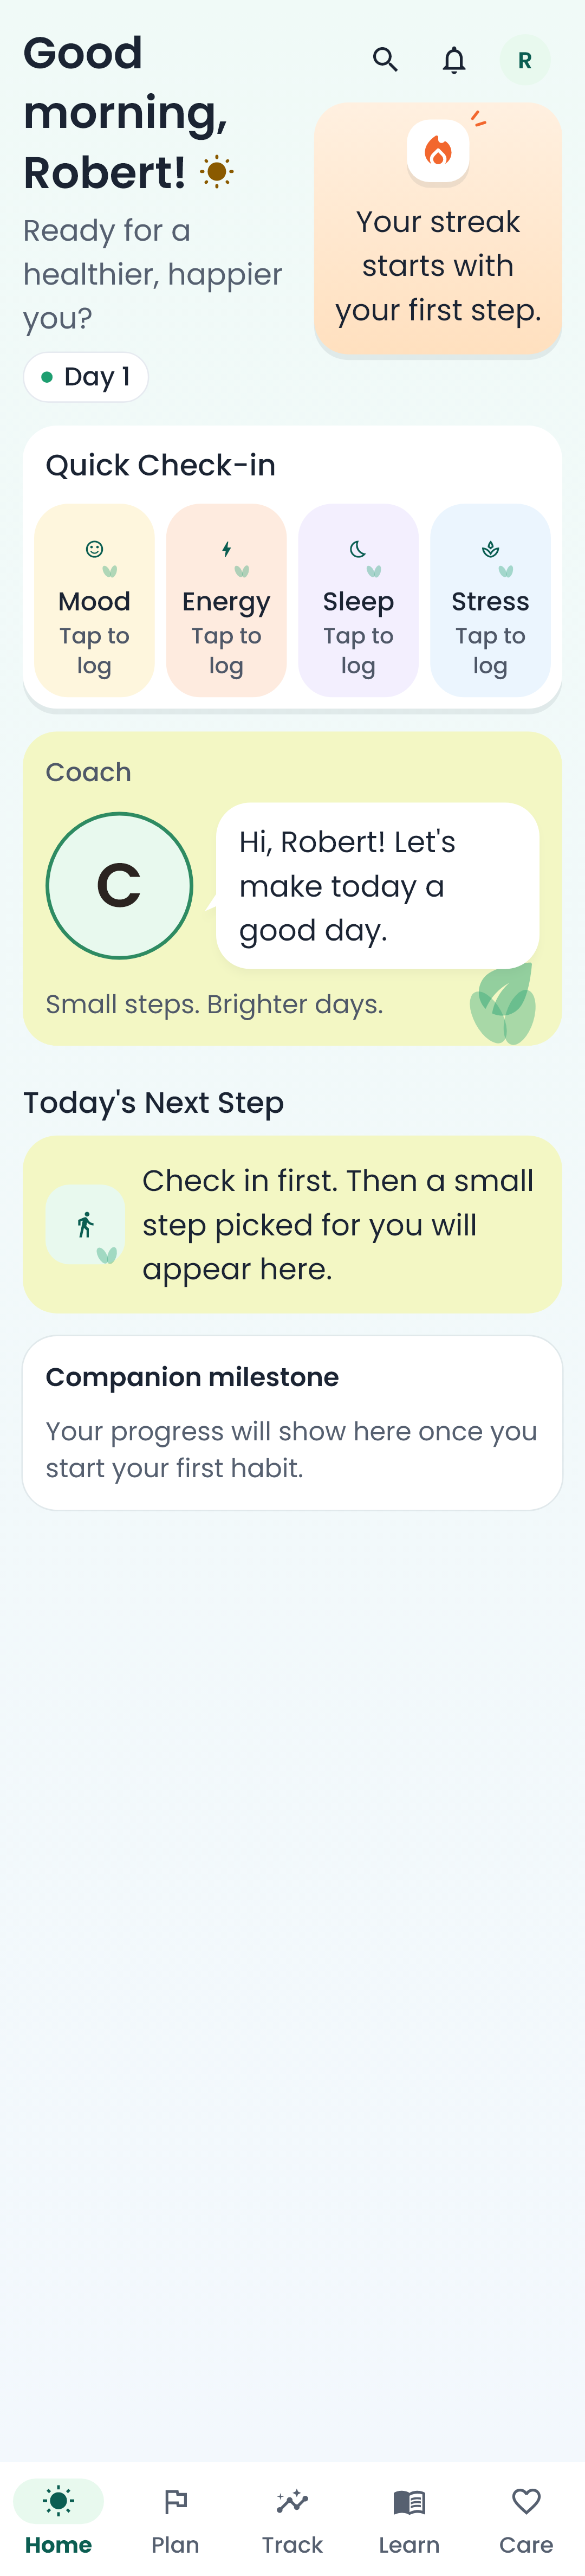 Good
morning,
Robert!
R
Ready for a
healthier, happier
you?
Day 1
Your streak
starts with
your first step.
Quick Check-in
Mood
Tap to
log
Energy
Tap to
log
Sleep
Tap to
log
Stress
Tap to
log
Coach
C
Hi, Robert! Let's
make today a
good day.
Small steps. Brighter days.
Today's Next Step
Check in first. Then a small
step picked for you will
appear here.
Companion milestone
Your progress will show here once you
start your first habit.
Home
Plan
Track
Learn
Care